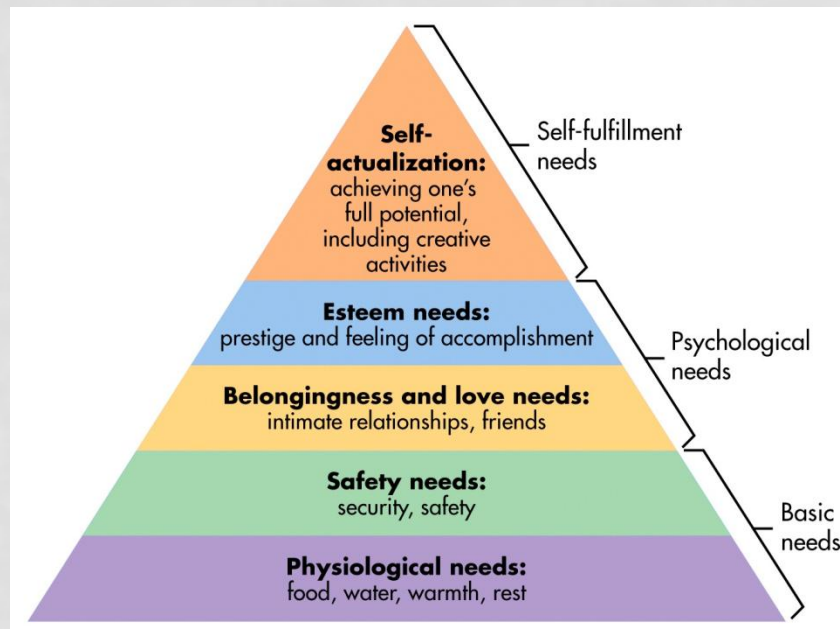 Self-
actualization:
achieving one's
full potential,
including creative
activities
Self-fulfillment
needs
Esteem needs:
prestige and feeling of accomplishment
Psychological
needs
Belongingness and love needs:
intimate relationships, friends
Safety needs:
security, safety
Basic
needs
Physiological needs:
food, water, warmth, rest